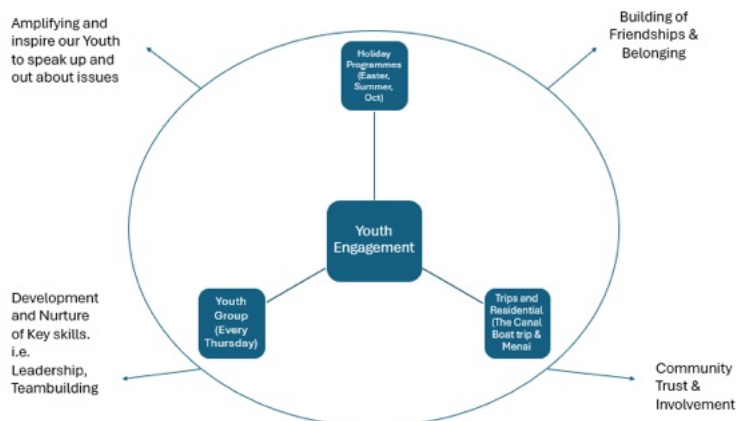 Amplifying and
inspire our Youth
to speak up and
out about issues
Building of
Friendships &
Belonging
Holiday
Programmes
(Easter,
Summer,
Oct)
Youth
Engagement
Youth
Group
(Every
Thursday)
Trips and
Residential
(The Canal
Boat trip &
Menai
Development
and Nurture
of Key skills.
i.e.
Leadership,
Teambuilding
Community
Trust &
Involvement